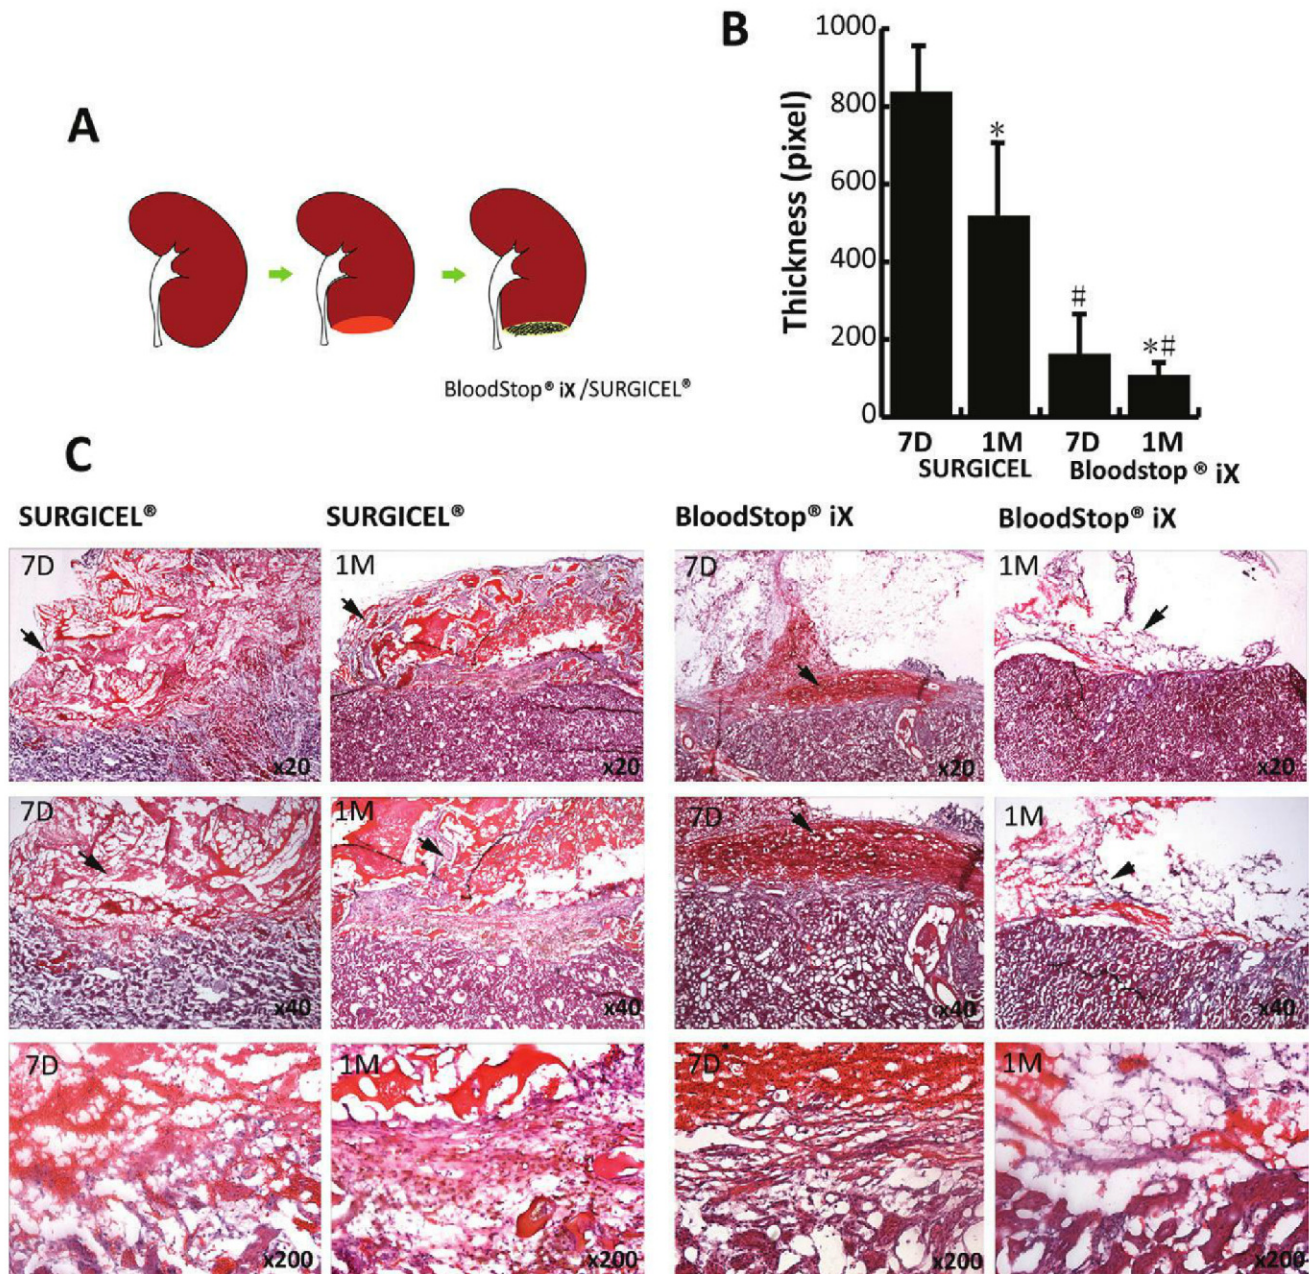 A
BloodStop® iX /SURGICEL®
B
Thickness (pixel)
1000
800
600
400
200
0
*
#
*#
7D 1M 7D 1M
SURGICEL Bloodstop® iX
C
SURGICEL® SURGICEL® BloodStop® iX BloodStop® iX
7D 1M 7D 1M
x20 x20 x20 x20
7D 1M 7D 1M
x40 x40 x40 x40
7D 1M 7D 1M
x200 x200 x200 x200